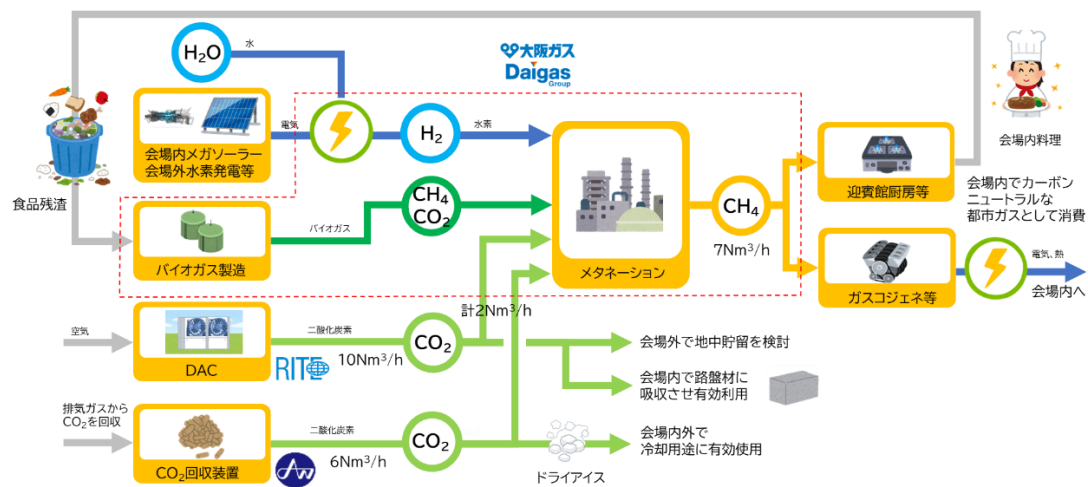 H₂O
水
大阪ガス
Daigas
Group
会場内メガソーラー
会場外水素発電等
電気
H₂
水素
食品残渣
バイオガス製造
バイオガス
CH₄
CO₂
メタネーション
CH₄
7Nm³/h
迎賓館厨房等
会場内料理
会場内でカーボン
ニュートラルな
都市ガスとして消費
ガスコジェネ等
電気、熱
会場内へ
計2Nm³/h
空気
DAC
二酸化炭素
RITE
10Nm³/h
CO₂
会場外で地中貯留を検討
会場内で路盤材に
吸収させ有効利用
排気ガスから
CO₂を回収
CO₂回収装置
二酸化炭素
6Nm³/h
CO₂
ドライアイス
会場内外で
冷却用途に有効使用